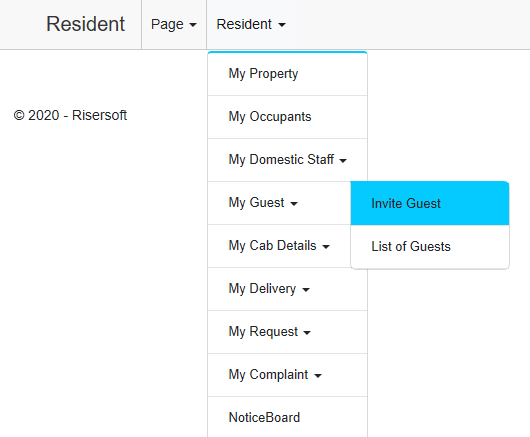 Resident
Page
Resident
My Property
© 2020 - Risersoft
My Occupants
My Domestic Staff
My Guest
Invite Guest
My Cab Details
List of Guests
My Delivery
My Request
My Complaint
NoticeBoard